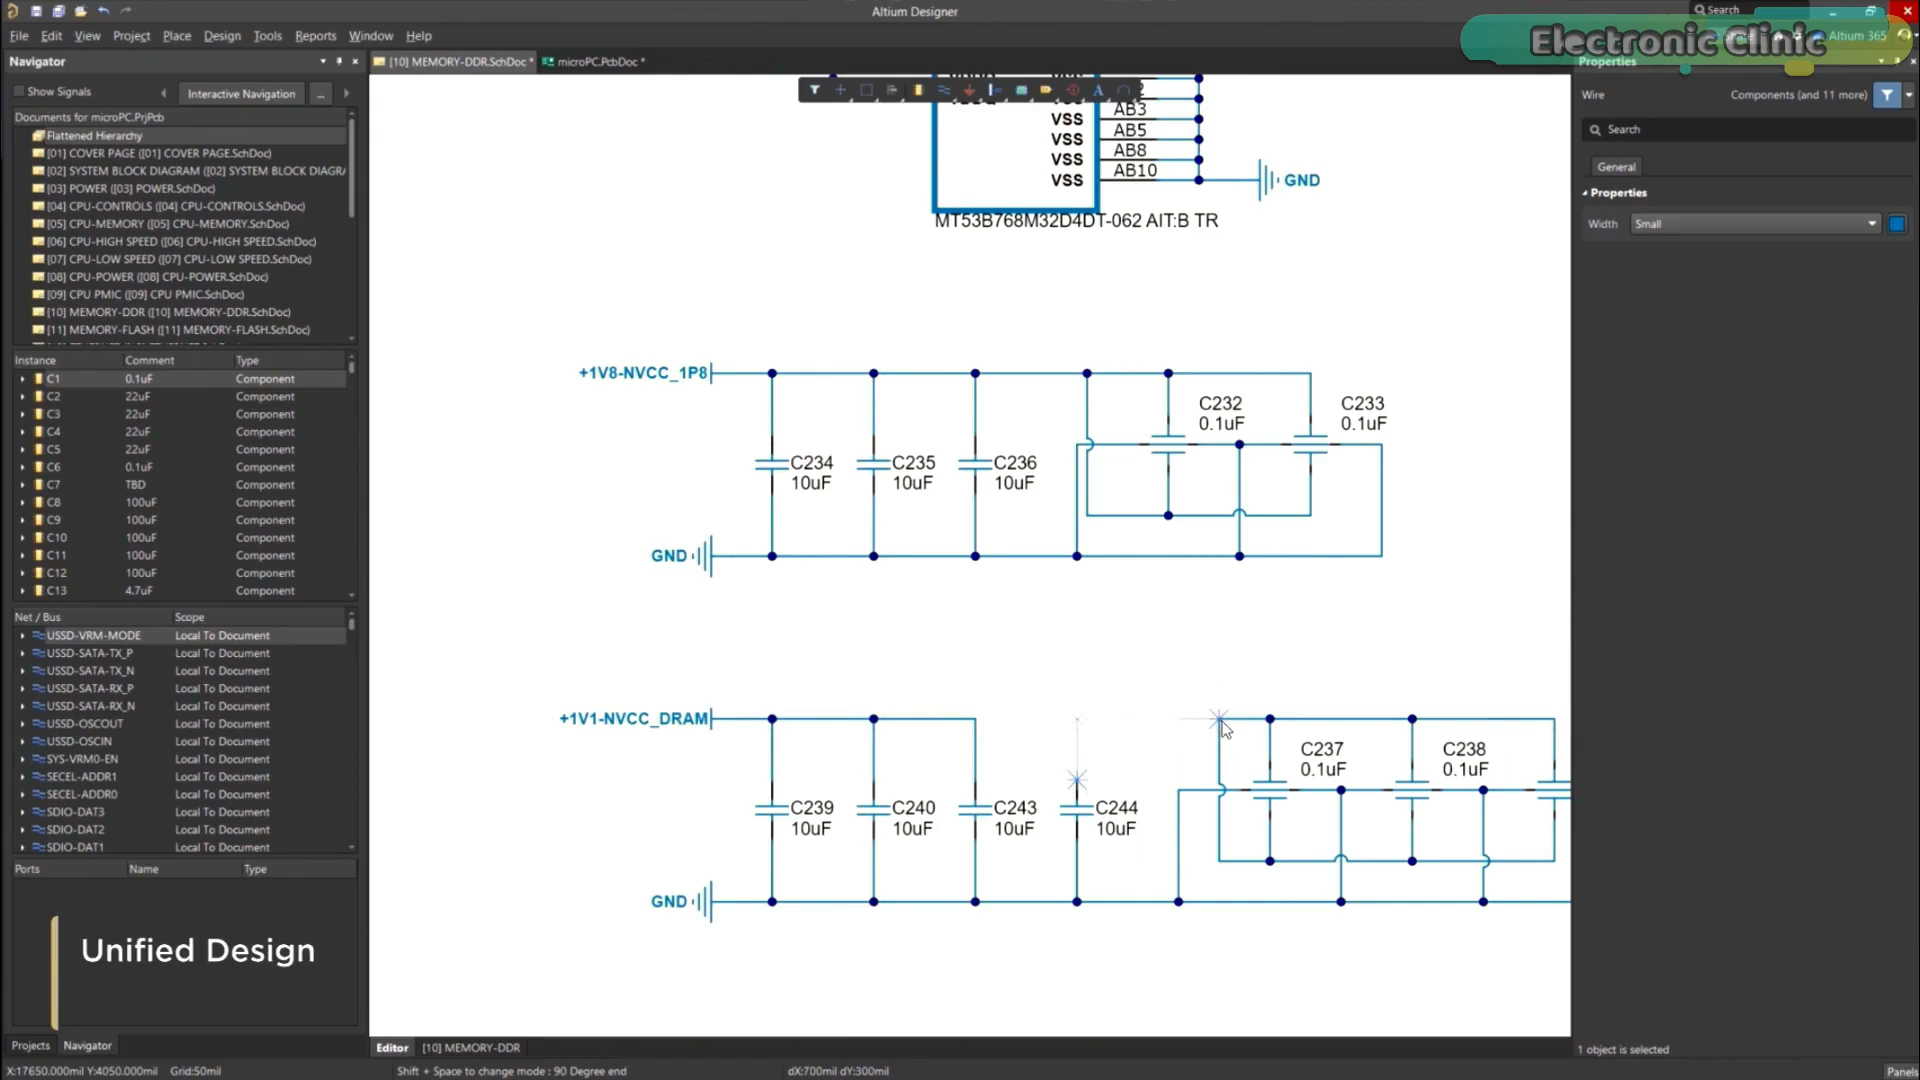 Altium Designer
Search
File Edit View Project Place Design Tools Reports Window Help
Altium 365
Electronic Clinic
Navigator
[10] MEMORY-DDR.SchDoc *
microPC.PcbDoc *
Properties
Show Signals
Interactive Navigation
...
Wire
Components (and 11 more)
Search
Documents for microPC.PrjPcb
Flattened Hierarchy
[01] COVER PAGE ([01] COVER PAGE.SchDoc)
[02] SYSTEM BLOCK DIAGRAM ([02] SYSTEM BLOCK DIAGRA
[03] POWER ([03] POWER.SchDoc)
[04] CPU-CONTROLS ([04] CPU-CONTROLS.SchDoc)
[05] CPU-MEMORY ([05] CPU-MEMORY.SchDoc)
[06] CPU-HIGH SPEED ([06] CPU-HIGH SPEED.SchDoc)
[07] CPU-LOW SPEED ([07] CPU-LOW SPEED.SchDoc)
[08] CPU-POWER ([08] CPU-POWER.SchDoc)
[09] CPU PMIC ([09] CPU PMIC.SchDoc)
[10] MEMORY-DDR ([10] MEMORY-DDR.SchDoc)
[11] MEMORY-FLASH ([11] MEMORY-FLASH.SchDoc)
General
Properties
Width Small
VSS AB3
VSS AB5
VSS AB8
VSS AB10
GND
MT53B768M32D4DT-062 AIT:B TR
Instance Comment Type
C1 0.1uF Component
C2 22uF Component
C3 22uF Component
C4 22uF Component
C5 22uF Component
C6 0.1uF Component
C7 TBD Component
C8 100uF Component
C9 100uF Component
C10 100uF Component
C11 100uF Component
C12 100uF Component
C13 4.7uF Component
+1V8-NVCC_1P8
C232
0.1uF
C233
0.1uF
C234
10uF
C235
10uF
C236
10uF
GND
Net / Bus Scope
USSD-VRM-MODE Local To Document
USSD-SATA-TX_P Local To Document
USSD-SATA-TX_N Local To Document
USSD-SATA-RX_P Local To Document
USSD-SATA-RX_N Local To Document
USSD-OSCOUT Local To Document
USSD-OSCIN Local To Document
SYS-VRM0-EN Local To Document
SECEL-ADDR1 Local To Document
SECEL-ADDR0 Local To Document
SDIO-DAT3 Local To Document
SDIO-DAT2 Local To Document
SDIO-DAT1 Local To Document
+1V1-NVCC_DRAM
C237
0.1uF
C238
0.1uF
C239
10uF
C240
10uF
C243
10uF
C244
10uF
GND
Ports Name Type
Unified Design
Projects Navigator
Editor [10] MEMORY-DDR
1 object is selected
X:17650.000mil Y:4050.000mil Grid:50mil
Shift + Space to change mode : 90 Degree end
dX:700mil dY:300mil
Panels